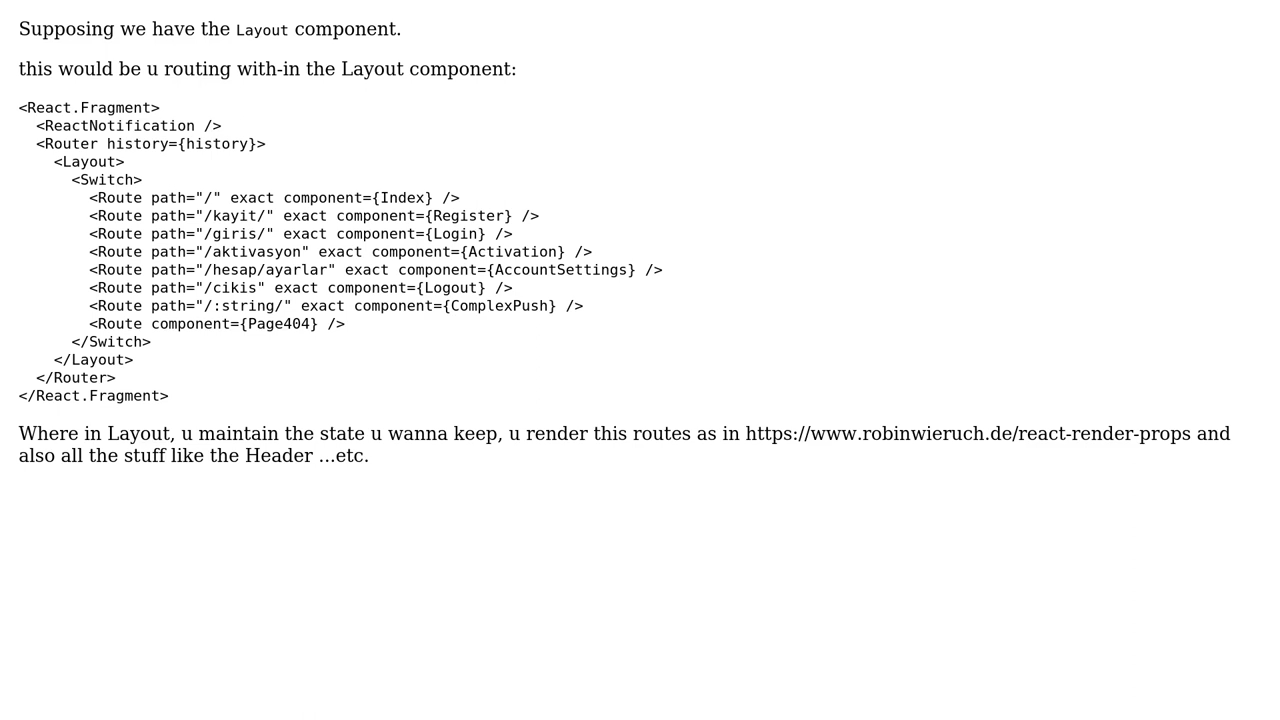 Supposing we have the Layout component.
this would be u routing with-in the Layout component:
<React.Fragment>
  <ReactNotification />
  <Router history={history}>
    <Layout>
      <Switch>
        <Route path="/" exact component={Index} />
        <Route path="/kayit/" exact component={Register} />
        <Route path="/giris/" exact component={Login} />
        <Route path="/aktivasyon" exact component={Activation} />
        <Route path="/hesap/ayarlar" exact component={AccountSettings} />
        <Route path="/cikis" exact component={Logout} />
        <Route path="/:string/" exact component={ComplexPush} />
        <Route component={Page404} />
      </Switch>
    </Layout>
  </Router>
</React.Fragment>
Where in Layout, u maintain the state u wanna keep, u render this routes as in https://www.robinwieruch.de/react-render-props and
also all the stuff like the Header ...etc.